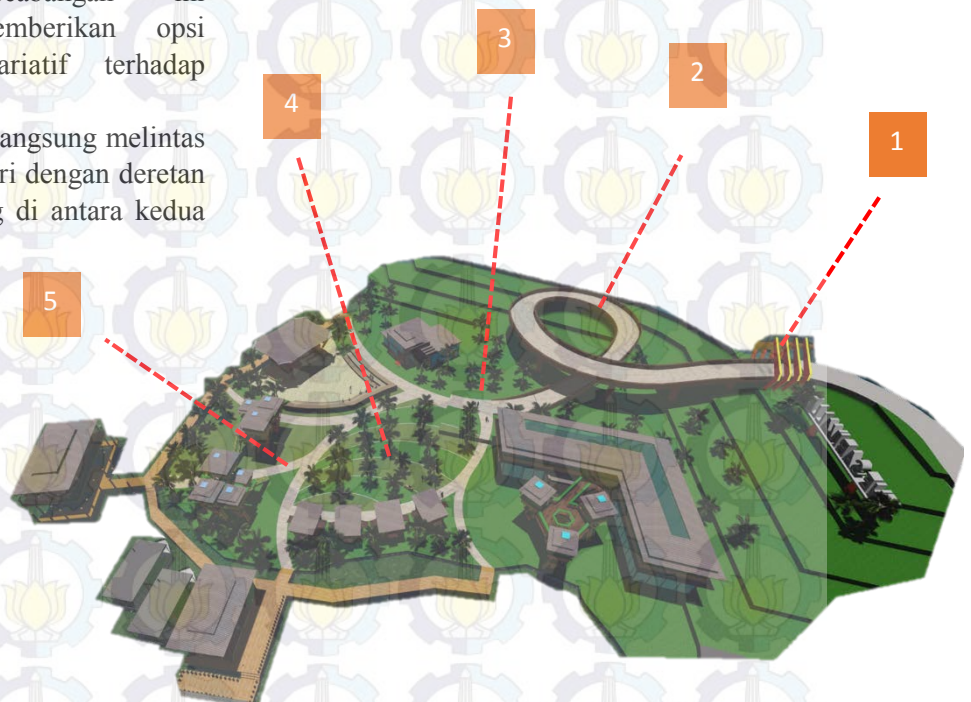 emberikan opsi
ariatif terhadap
angsung melintas
ri dengan deretan
g di antara kedua
3
2
4
1
5